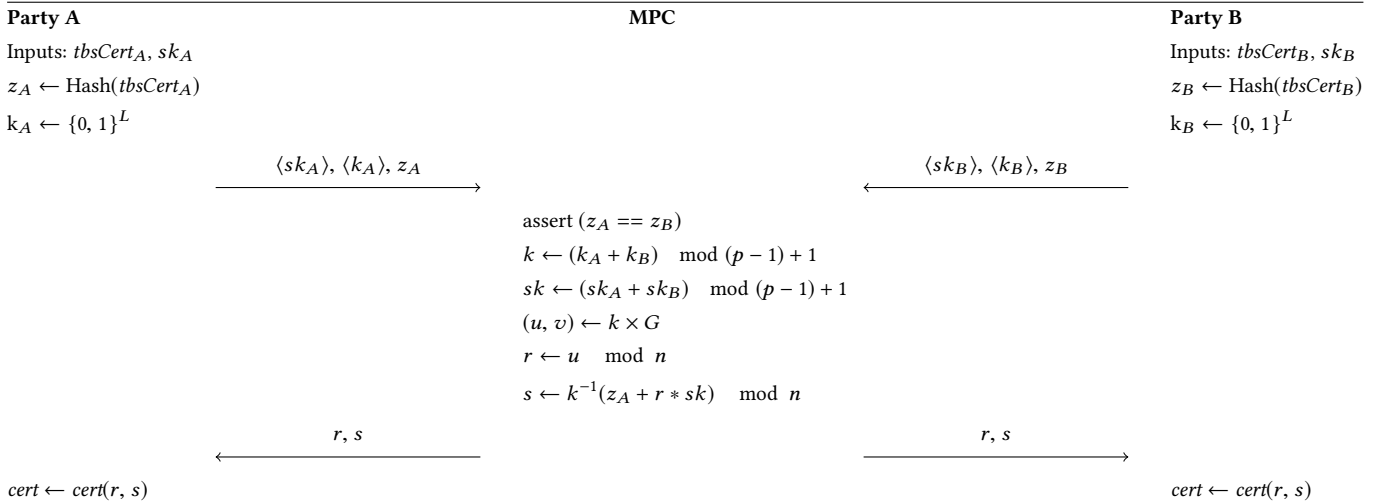 Party A MPC Party B
Inputs: tbsCert_A, sk_A Inputs: tbsCert_B, sk_B
z_A ← Hash(tbsCert_A) z_B ← Hash(tbsCert_B)
k_A ← {0, 1}^L k_B ← {0, 1}^L
⟨sk_A⟩, ⟨k_A⟩, z_A ⟨sk_B⟩, ⟨k_B⟩, z_B
assert (z_A == z_B)
k ← (k_A + k_B) mod (p − 1) + 1
sk ← (sk_A + sk_B) mod (p − 1) + 1
(u, v) ← k × G
r ← u mod n
s ← k^{-1}(z_A + r * sk) mod n
r, s r, s
cert ← cert(r, s) cert ← cert(r, s)